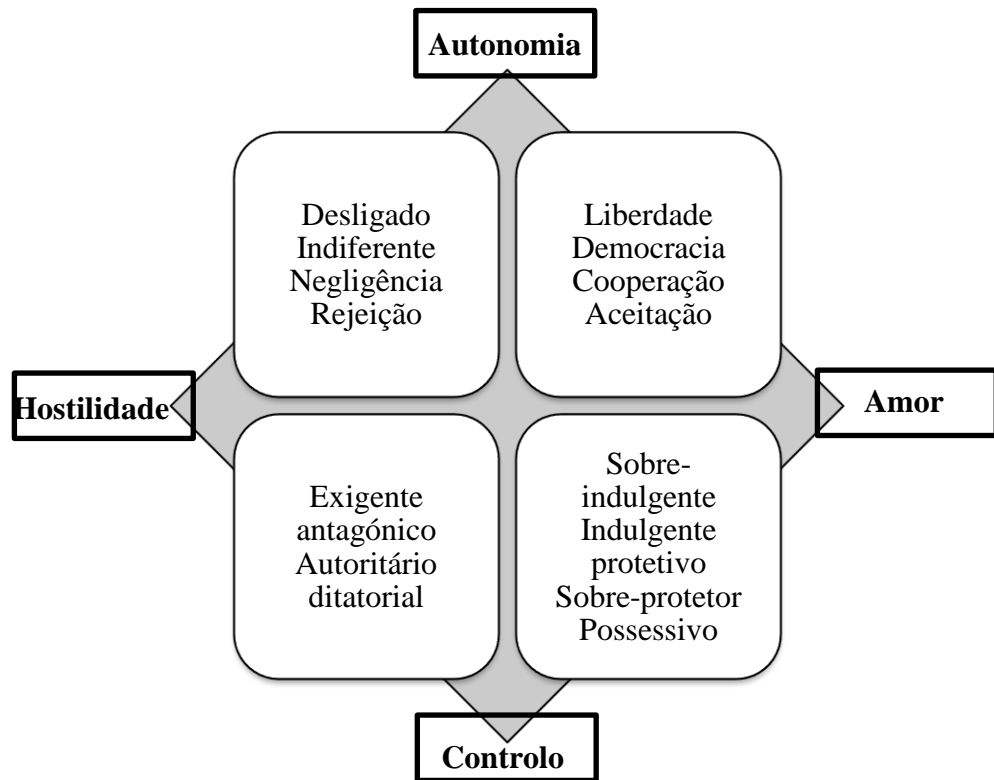 Autonomia
Desligado
Indiferente
Negligência
Rejeição
Liberdade
Democracia
Cooperação
Aceitação
Hostilidade
Amor
Exigente
antagónico
Autoritário
ditatorial
Sobre-
indulgente
Indulgente
protetivo
Sobre-protetor
Possessivo
Controlo